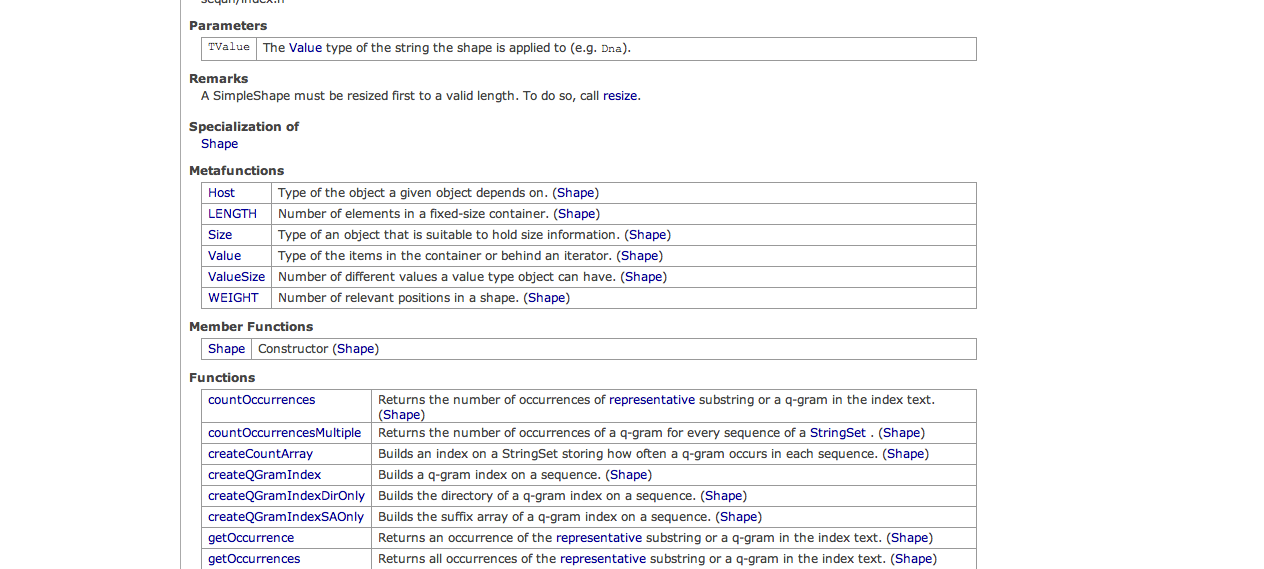 seqan/index.h
Parameters
TValue The Value type of the string the shape is applied to (e.g. Dna).
Remarks
A SimpleShape must be resized first to a valid length. To do so, call resize.
Specialization of
Shape
Metafunctions
Host Type of the object a given object depends on. (Shape)
LENGTH Number of elements in a fixed-size container. (Shape)
Size Type of an object that is suitable to hold size information. (Shape)
Value Type of the items in the container or behind an iterator. (Shape)
ValueSize Number of different values a value type object can have. (Shape)
WEIGHT Number of relevant positions in a shape. (Shape)
Member Functions
Shape Constructor (Shape)
Functions
countOccurrences Returns the number of occurrences of representative substring or a q-gram in the index text.
(Shape)
countOccurrencesMultiple Returns the number of occurrences of a q-gram for every sequence of a StringSet . (Shape)
createCountArray Builds an index on a StringSet storing how often a q-gram occurs in each sequence. (Shape)
createQGramIndex Builds a q-gram index on a sequence. (Shape)
createQGramIndexDirOnly Builds the directory of a q-gram index on a sequence. (Shape)
createQGramIndexSAOnly Builds the suffix array of a q-gram index on a sequence. (Shape)
getOccurrence Returns an occurrence of the representative substring or a q-gram in the index text. (Shape)
getOccurrences Returns all occurrences of the representative substring or a q-gram in the index text. (Shape)